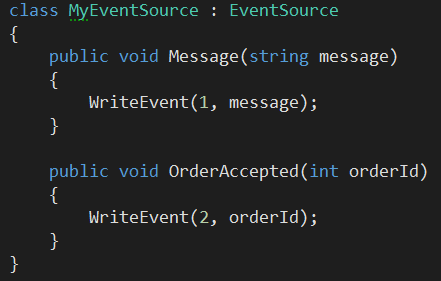 class MyEventSource : EventSource
{
    public void Message(string message)
    {
        WriteEvent(1, message);
    }

    public void OrderAccepted(int orderId)
    {
        WriteEvent(2, orderId);
    }
}